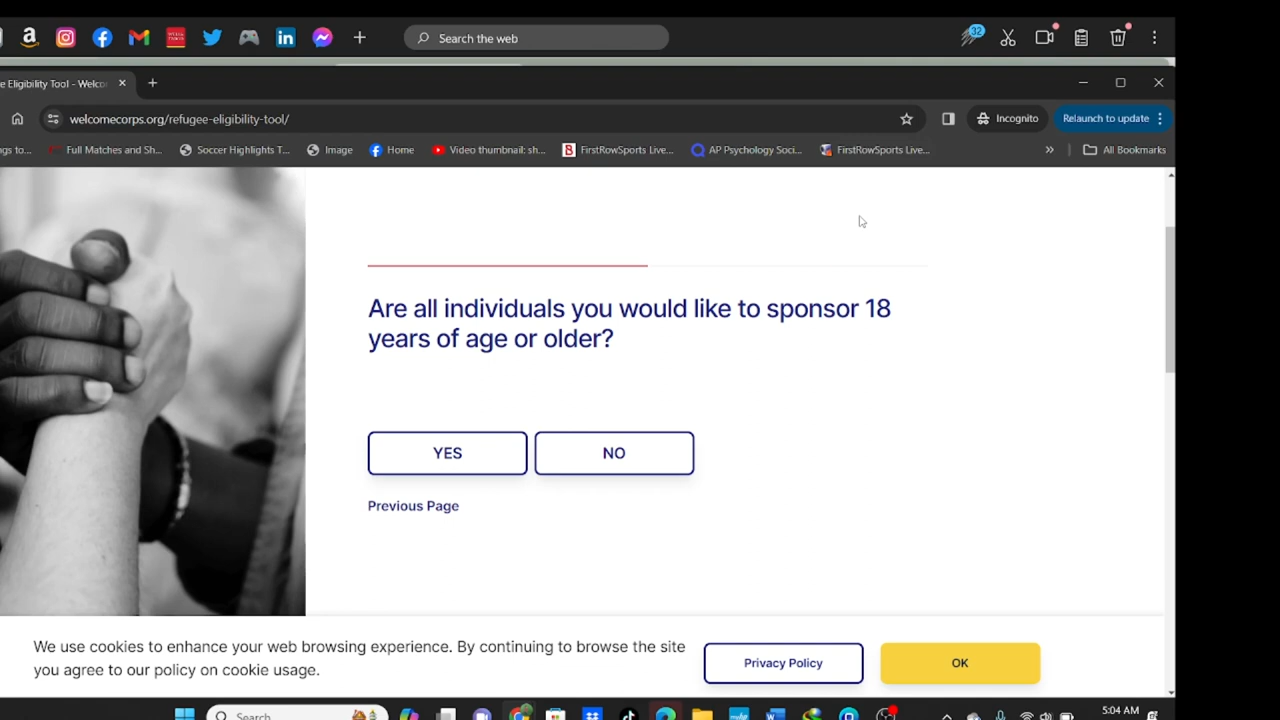 Search the web
32
e Eligibility Tool - Welco
welcomecorps.org/refugee-eligibility-tool/
Incognito
Relaunch to update
gs to...
Full Matches and Sh...
Soccer Highlights T...
Image
Home
Video thumbnail: sh...
FirstRowSports Live...
AP Psychology Soci...
FirstRowSports Live...
All Bookmarks
Are all individuals you would like to sponsor 18
years of age or older?
YES
NO
Previous Page
We use cookies to enhance your web browsing experience. By continuing to browse the site
you agree to our policy on cookie usage.
Privacy Policy
OK
Search
5:04 AM